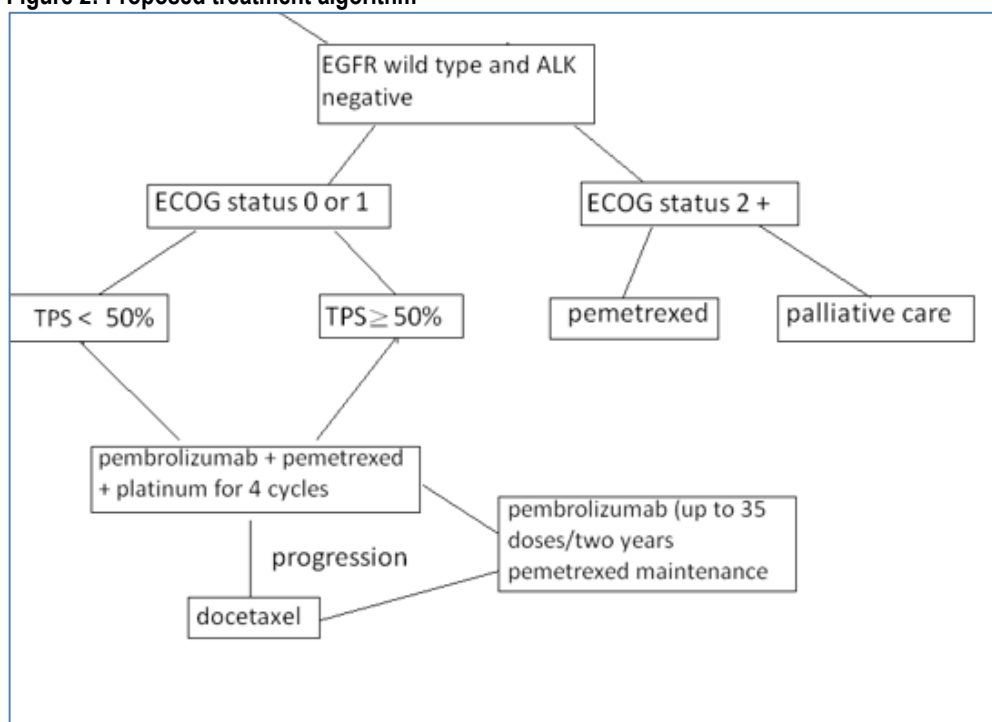 Figure 2: Proposed treatment algorithm
EGFR wild type and ALK
negative
ECOG status 0 or 1
ECOG status 2 +
TPS < 50%
TPS ≥ 50%
pemetrexed
palliative care
pembrolizumab + pemetrexed
+ platinum for 4 cycles
pembrolizumab (up to 35
doses/two years
pemetrexed maintenance
progression
docetaxel